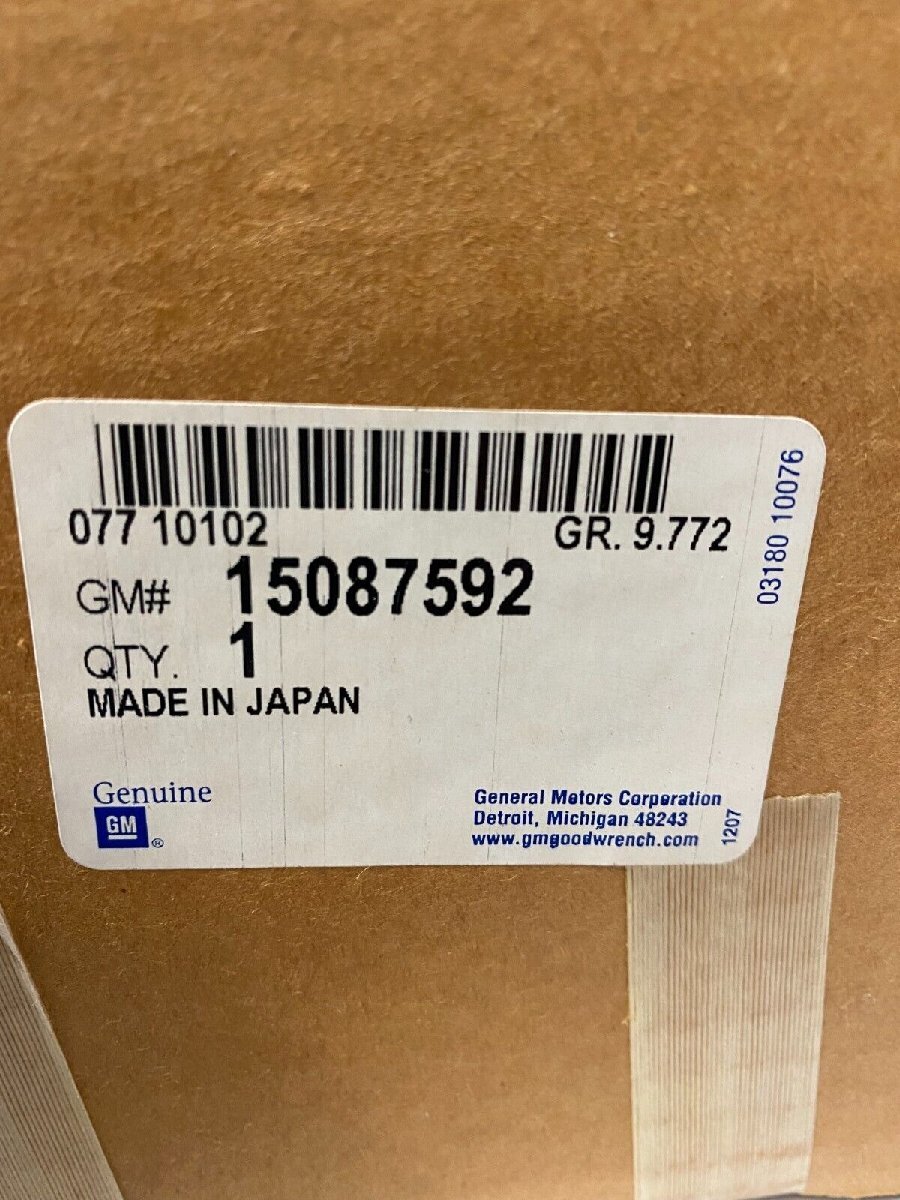 077 10102 GR. 9.772
GM# 15087592
QTY. 1
MADE IN JAPAN
Genuine
GM ®
General Motors Corporation
Detroit, Michigan 48243
www.gmgoodwrench.com
1207
03180 10076